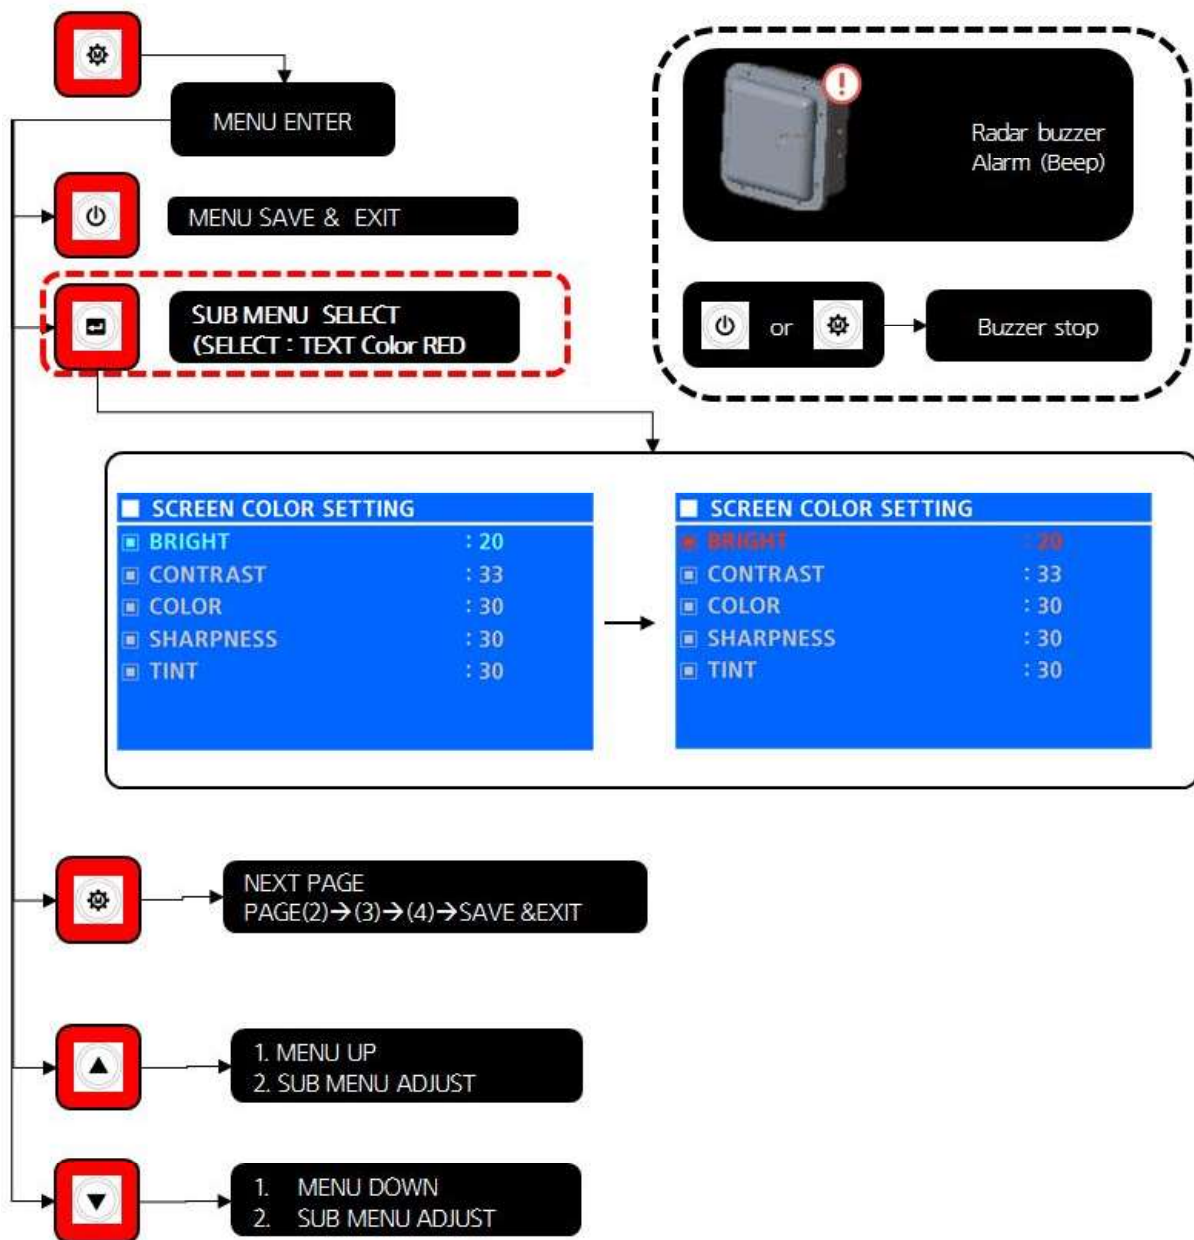 MENU ENTER
MENU SAVE & EXIT
SUB MENU SELECT
(SELECT : TEXT Color RED
Radar buzzer
Alarm (Beep)
or
Buzzer stop
SCREEN COLOR SETTING
BRIGHT : 20
CONTRAST : 33
COLOR : 30
SHARPNESS : 30
TINT : 30
SCREEN COLOR SETTING
BRIGHT : 20
CONTRAST : 33
COLOR : 30
SHARPNESS : 30
TINT : 30
NEXT PAGE
PAGE(2)→(3)→(4)→SAVE &EXIT
1. MENU UP
2. SUB MENU ADJUST
1. MENU DOWN
2. SUB MENU ADJUST